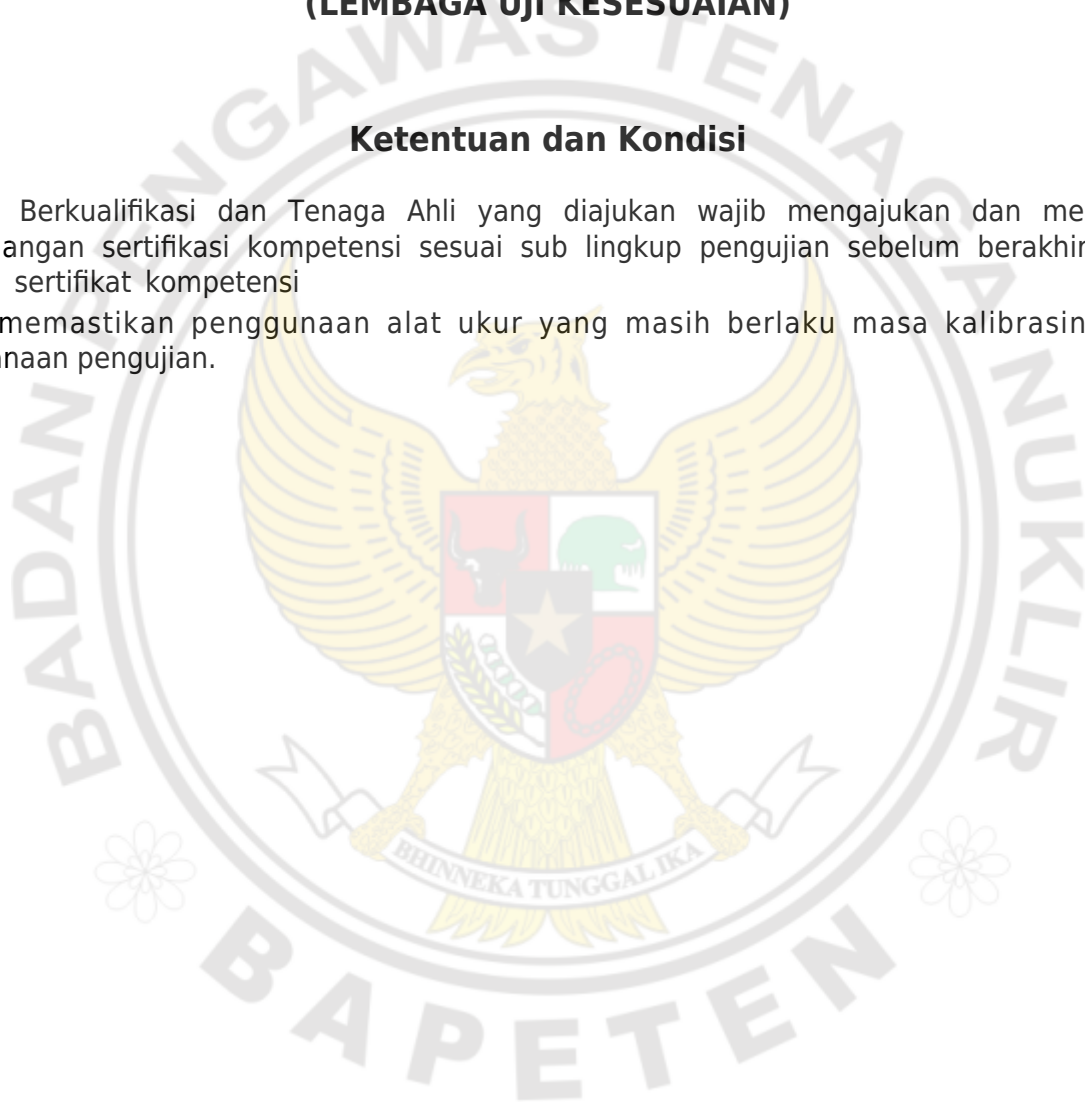 (LEMBAGA UJI KESESUAIAN)
Ketentuan dan Kondisi
Berkualifikasi dan Tenaga Ahli yang diajukan wajib mengajukan dan me
angan sertifikasi kompetensi sesuai sub lingkup pengujian sebelum berakhir
sertifikat kompetensi
memastikan penggunaan alat ukur yang masih berlaku masa kalibrasin
naan pengujian.
BADAN PENGAWAS TENAGA NUKLIR
BHINNEKA TUNGGAL IKA
BAPETEN